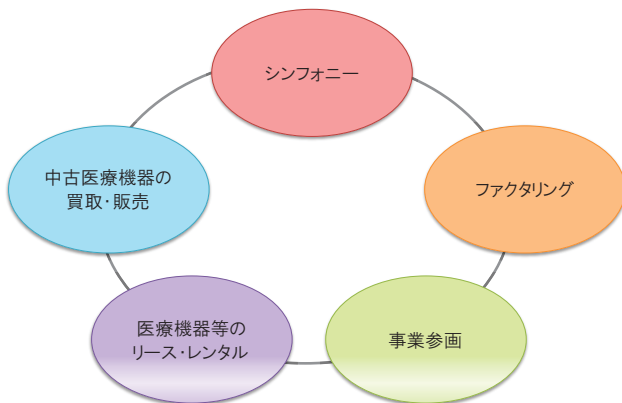 シンフォニー
ファクタリング
事業参画
医療機器等の
リース・レンタル
中古医療機器の
買取・販売